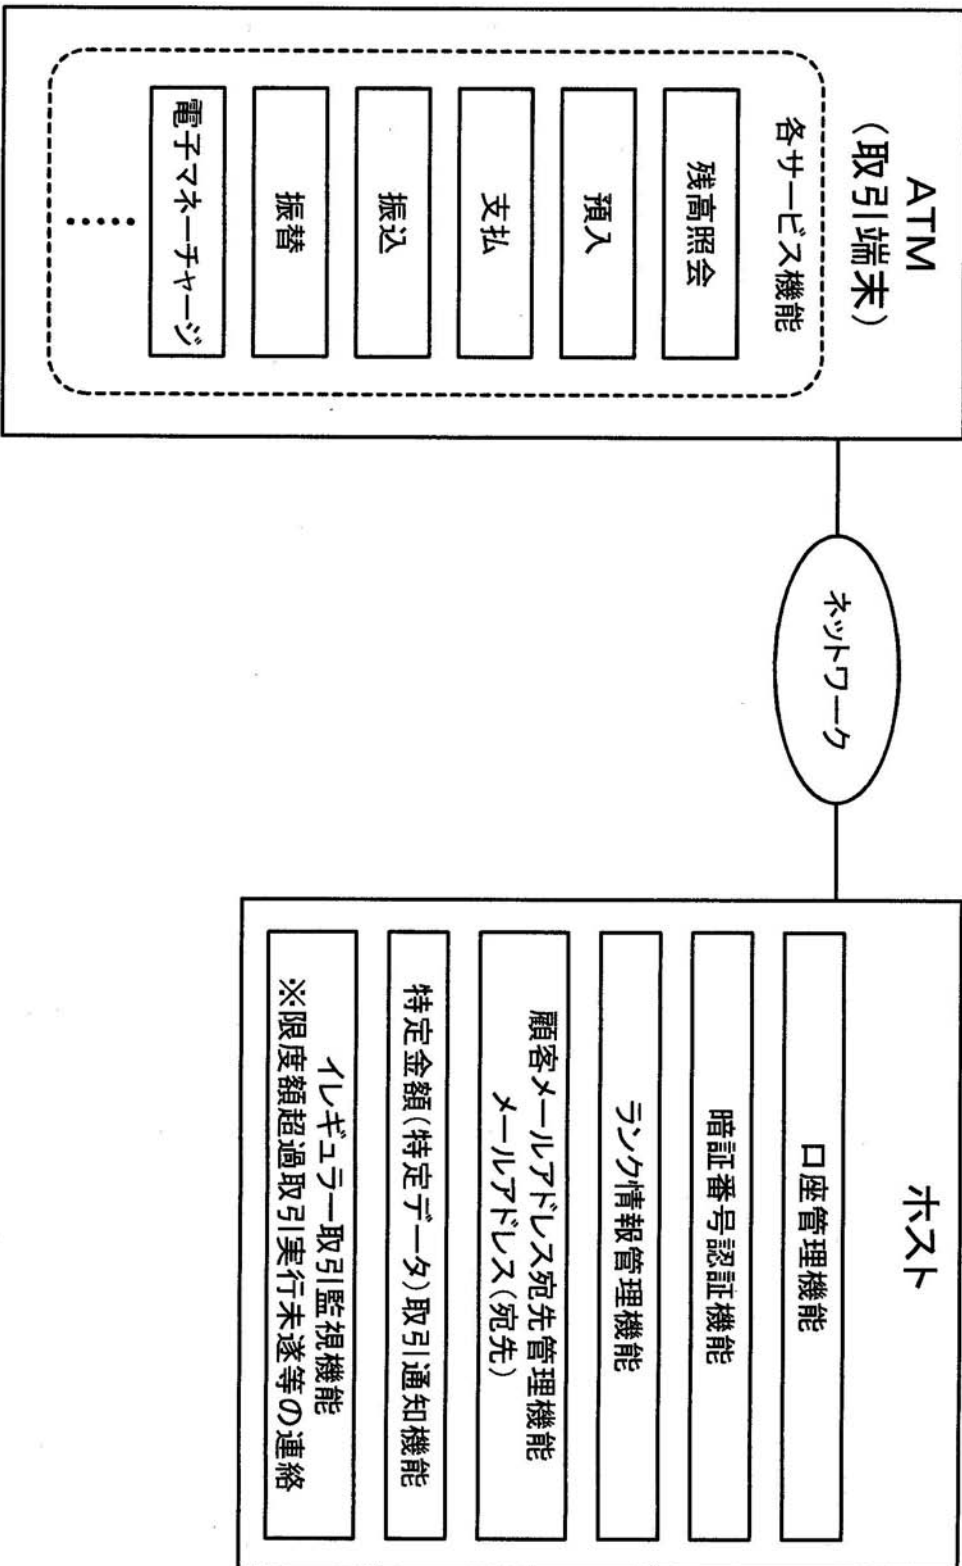 ATM
(取引端末)
各サービス機能
残高照会
預入
支払
振込
振替
電子マネーチャージ
……
ネットワーク
ホスト
口座管理機能
暗証番号認証機能
ランク情報管理機能
顧客メールアドレス宛先管理機能
メールアドレス(宛先)
特定金額(特定データ)取引通知機能
イレギュラー取引監視機能
※限度額超過取引実行未遂等の連絡